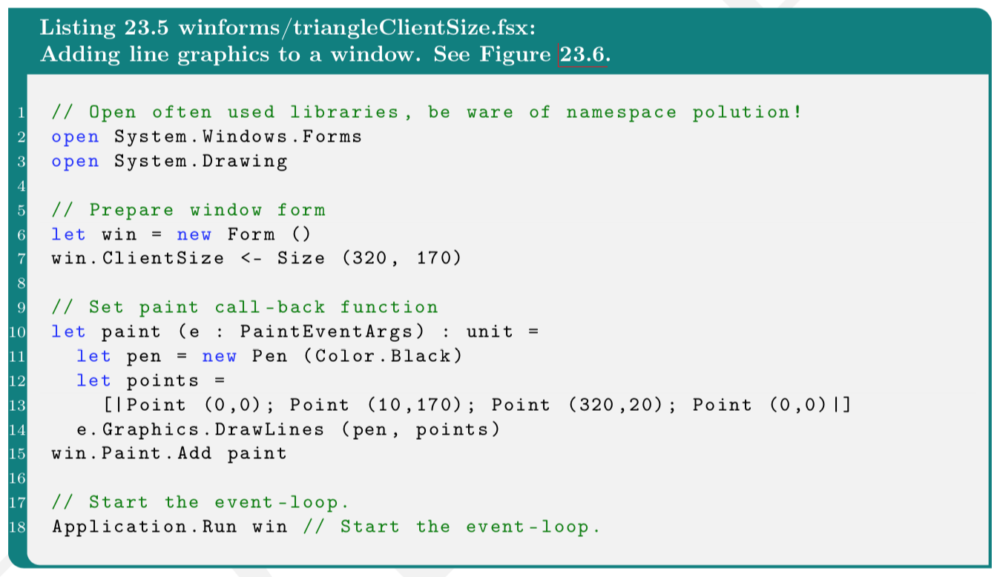 Listing 23.5 winforms/triangleClientSize.fsx:
Adding line graphics to a window. See Figure 23.6.
1 // Open often used libraries, be ware of namespace polution!
2 open System.Windows.Forms
3 open System.Drawing
4
5 // Prepare window form
6 let win = new Form ()
7 win.ClientSize <- Size (320, 170)
8
9 // Set paint call-back function
10 let paint (e : PaintEventArgs) : unit =
11   let pen = new Pen (Color.Black)
12   let points =
13     [|Point (0,0); Point (10,170); Point (320,20); Point (0,0)|]
14   e.Graphics.DrawLines (pen, points)
15 win.Paint.Add paint
16
17 // Start the event-loop.
18 Application.Run win // Start the event-loop.